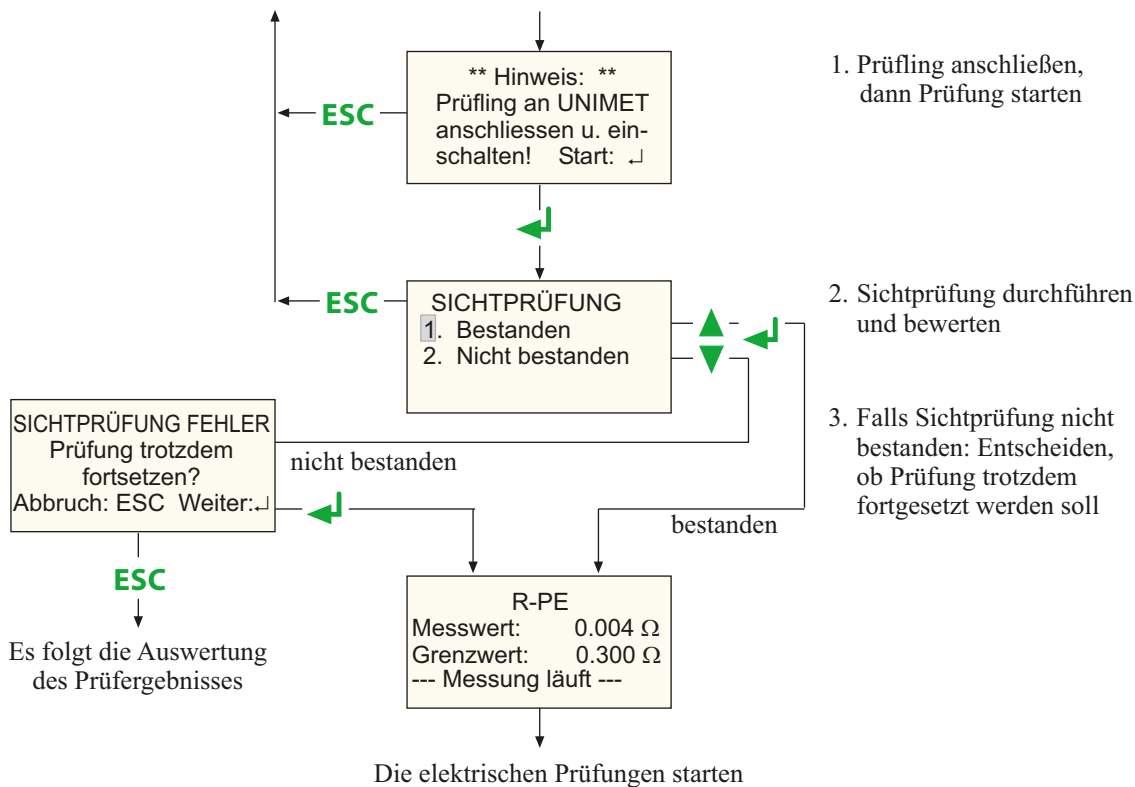 ** Hinweis: **
Prüfling an UNIMET
anschliessen u. ein-
schalten! Start: ↵
ESC
1. Prüfling anschließen,
dann Prüfung starten
ESC
SICHTPRÜFUNG
1. Bestanden
2. Nicht bestanden
2. Sichtprüfung durchführen
und bewerten
SICHTPRÜFUNG FEHLER
Prüfung trotzdem
fortsetzen?
Abbruch: ESC Weiter:↵
nicht bestanden
3. Falls Sichtprüfung nicht
bestanden: Entscheiden,
ob Prüfung trotzdem
fortgesetzt werden soll
bestanden
ESC
Es folgt die Auswertung
des Prüfergebnisses
R-PE
Messwert: 0.004 Ω
Grenzwert: 0.300 Ω
--- Messung läuft ---
Die elektrischen Prüfungen starten